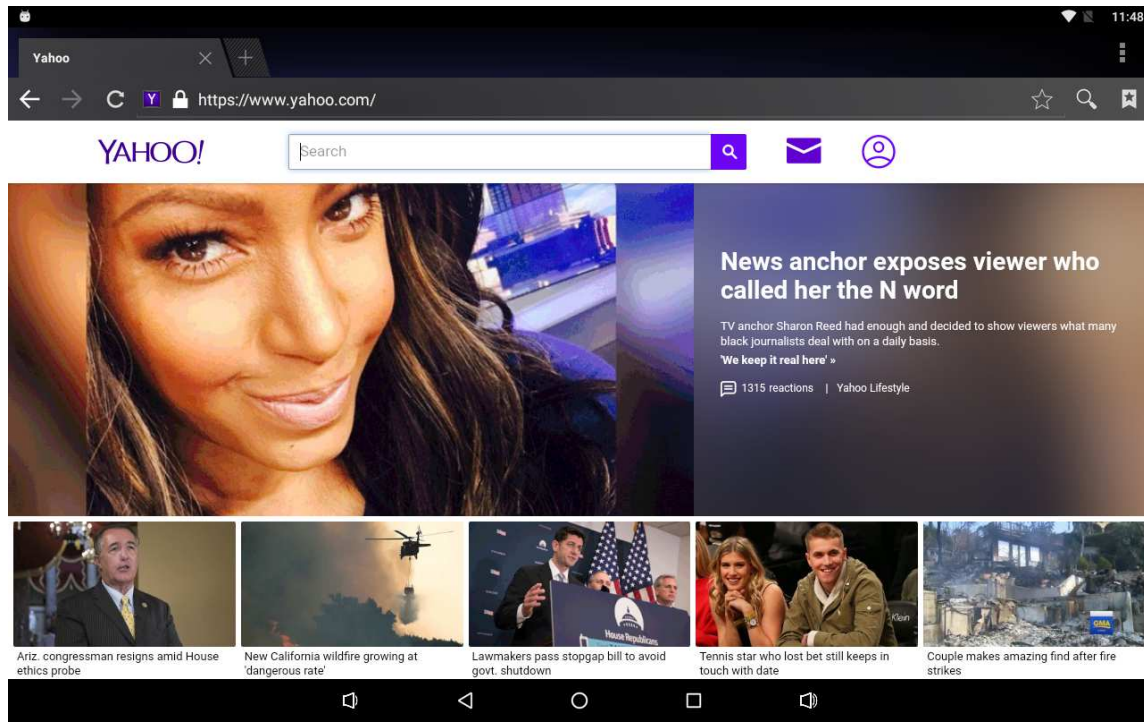 11:48
Yahoo
Y
https://www.yahoo.com/
YAHOO!
Search
News anchor exposes viewer who
called her the N word
TV anchor Sharon Reed had enough and decided to show viewers what many
black journalists deal with on a daily basis.
'We keep it real here' »
1315 reactions | Yahoo Lifestyle
House Republicans
Klein
GMA
Ariz. congressman resigns amid House
ethics probe
New California wildfire growing at
'dangerous rate'
Lawmakers pass stopgap bill to avoid
govt. shutdown
Tennis star who lost bet still keeps in
touch with date
Couple makes amazing find after fire
strikes